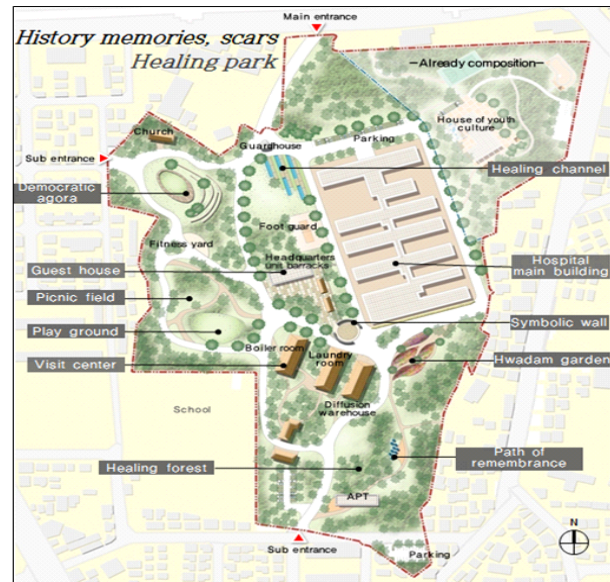 Main entrance
History memories, scars
Healing park
—Already composition—
House of youth
culture
Church
Guardhouse
Parking
Sub entrance
Healing channel
Democratic
agora
Foot guard
Fitness yard
Headquarters
unit barracks
Hospital
main building
Guest house
Picnic field
Symbolic wall
Play ground
Boiler room
Laundry
room
Hwadam garden
Visit center
Diffusion
warehouse
School
Path of
remembrance
Healing forest
APT
N
Sub entrance
Parking